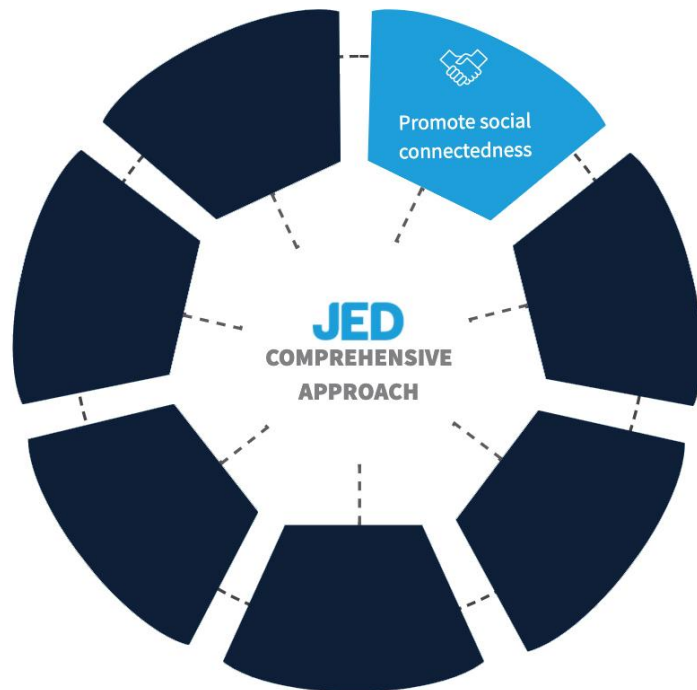 Promote social
connectedness
JED
COMPREHENSIVE
APPROACH